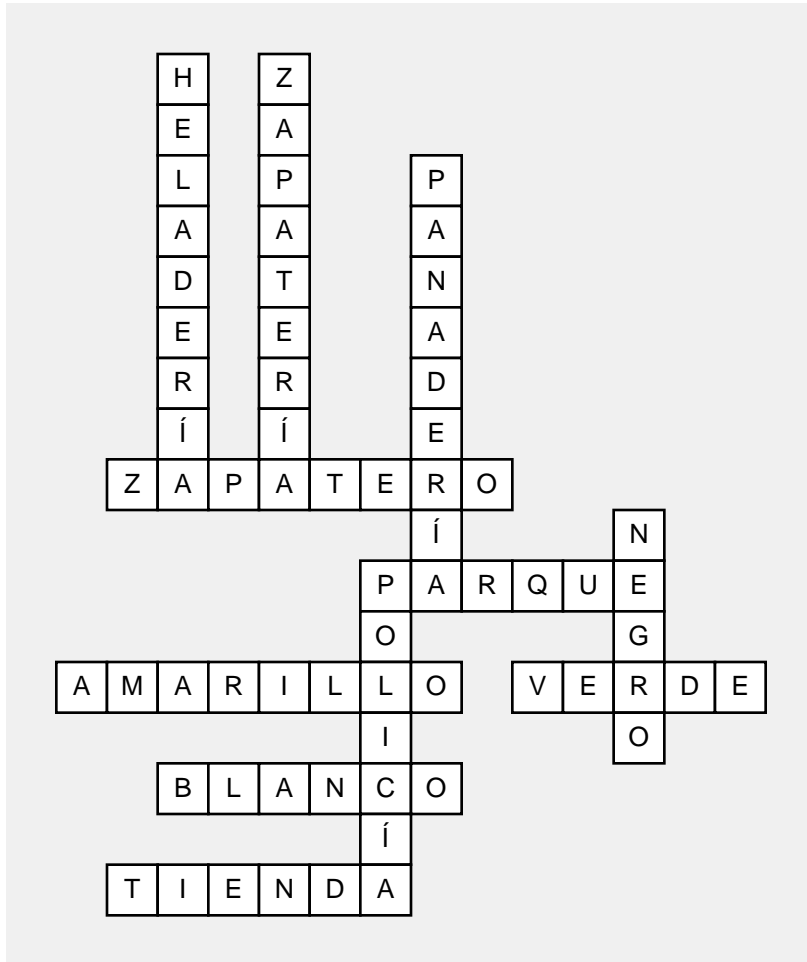 HELADERÍA
ZAPATERÍA
PANADERÍA
ZAPATERO
NEGRO
PARQUE
POLICÍA
AMARILLO
VERDE
BLANCO
TIENDA